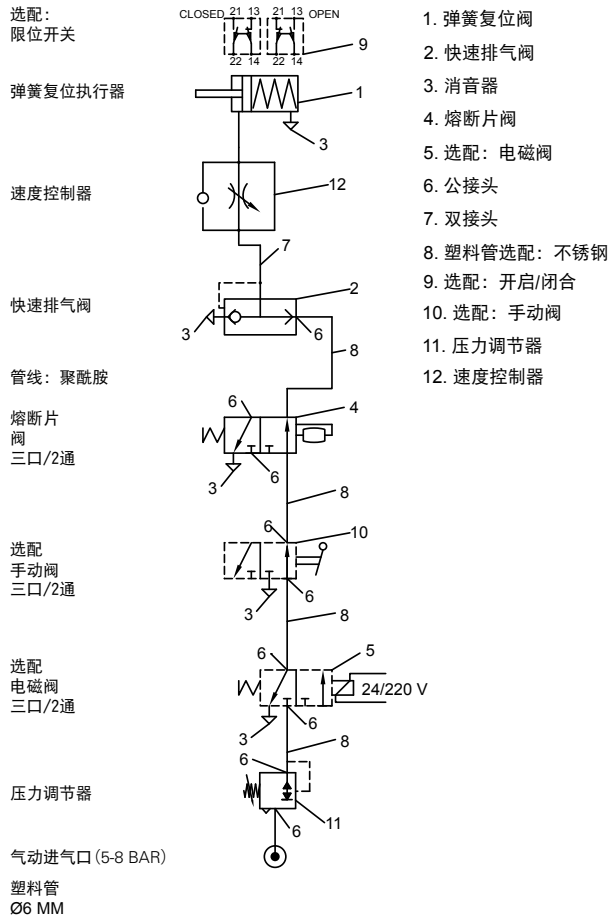 选配:
限位开关
CLOSED 21 13 21 13 OPEN
22 14 22 14
9
弹簧复位执行器
1
3
速度控制器
12
7
快速排气阀
2
3
6
8
管线：聚酰胺
熔断片
阀
三口/2通
6
4
3
6
8
选配
手动阀
三口/2通
6
10
3
6
8
选配
电磁阀
三口/2通
6
5
24/220 V
3
6
8
压力调节器
6
11
6
气动进气口(5-8 BAR)
塑料管
Ø6 MM
1. 弹簧复位阀
2. 快速排气阀
3. 消音器
4. 熔断片阀
5. 选配：电磁阀
6. 公接头
7. 双接头
8. 塑料管选配：不锈钢
9. 选配：开启/闭合
10. 选配：手动阀
11. 压力调节器
12. 速度控制器